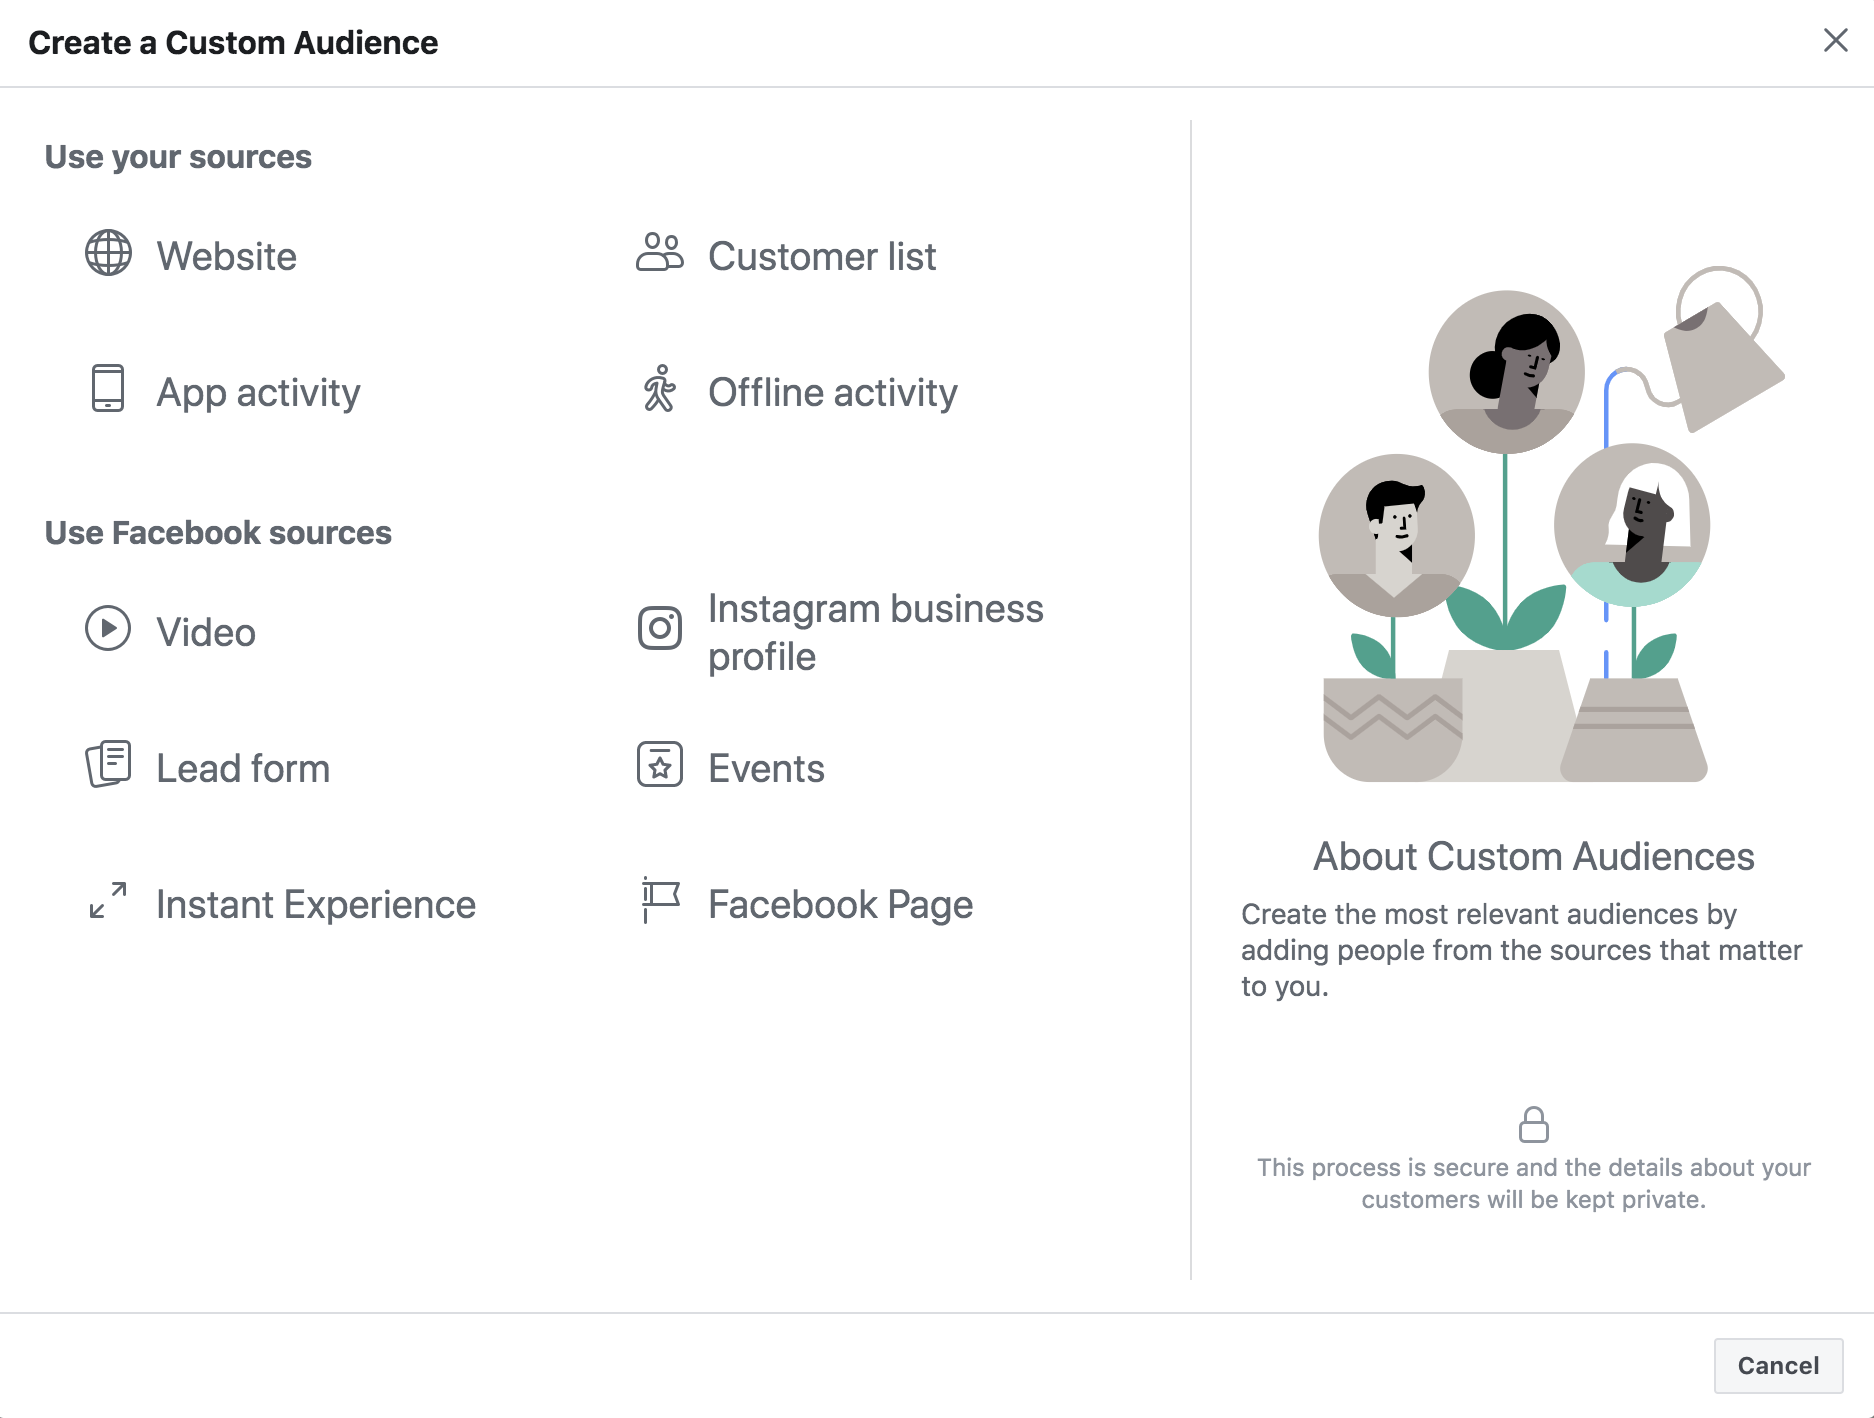 Create a Custom Audience
Use your sources
Website
Customer list
App activity
Offline activity
Use Facebook sources
Video
Instagram business
profile
Lead form
Events
Instant Experience
Facebook Page
About Custom Audiences
Create the most relevant audiences by
adding people from the sources that matter
to you.
This process is secure and the details about your
customers will be kept private.
Cancel